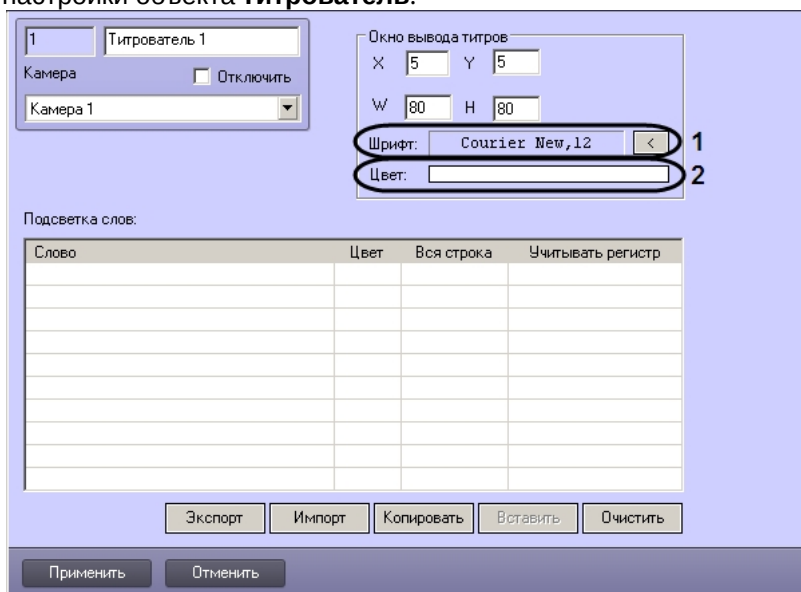 настройки объекта Титрователь.
1 Титрователь 1
Камера Отключить
Камера 1
Окно вывода титров
X 5 Y 5
W 80 H 80
Шрифт: Courier New,12 < 1
Цвет: 2
Подсветка слов:
Слово Цвет Вся строка Учитывать регистр
Экспорт Импорт Копировать Вставить Очистить
Применить Отменить